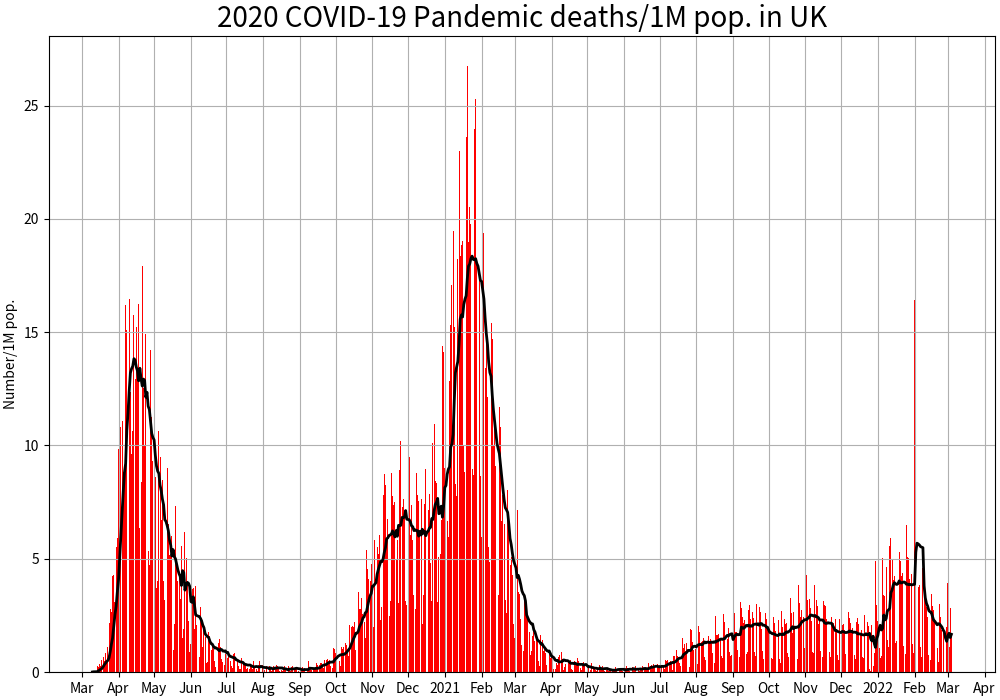 2020 COVID-19 Pandemic deaths/1M pop. in UK
Number/1M pop.
25
20
15
10
5
0
Mar Apr May Jun Jul Aug Sep Oct Nov Dec 2021 Feb Mar Apr May Jun Jul Aug Sep Oct Nov Dec 2022 Feb Mar Apr